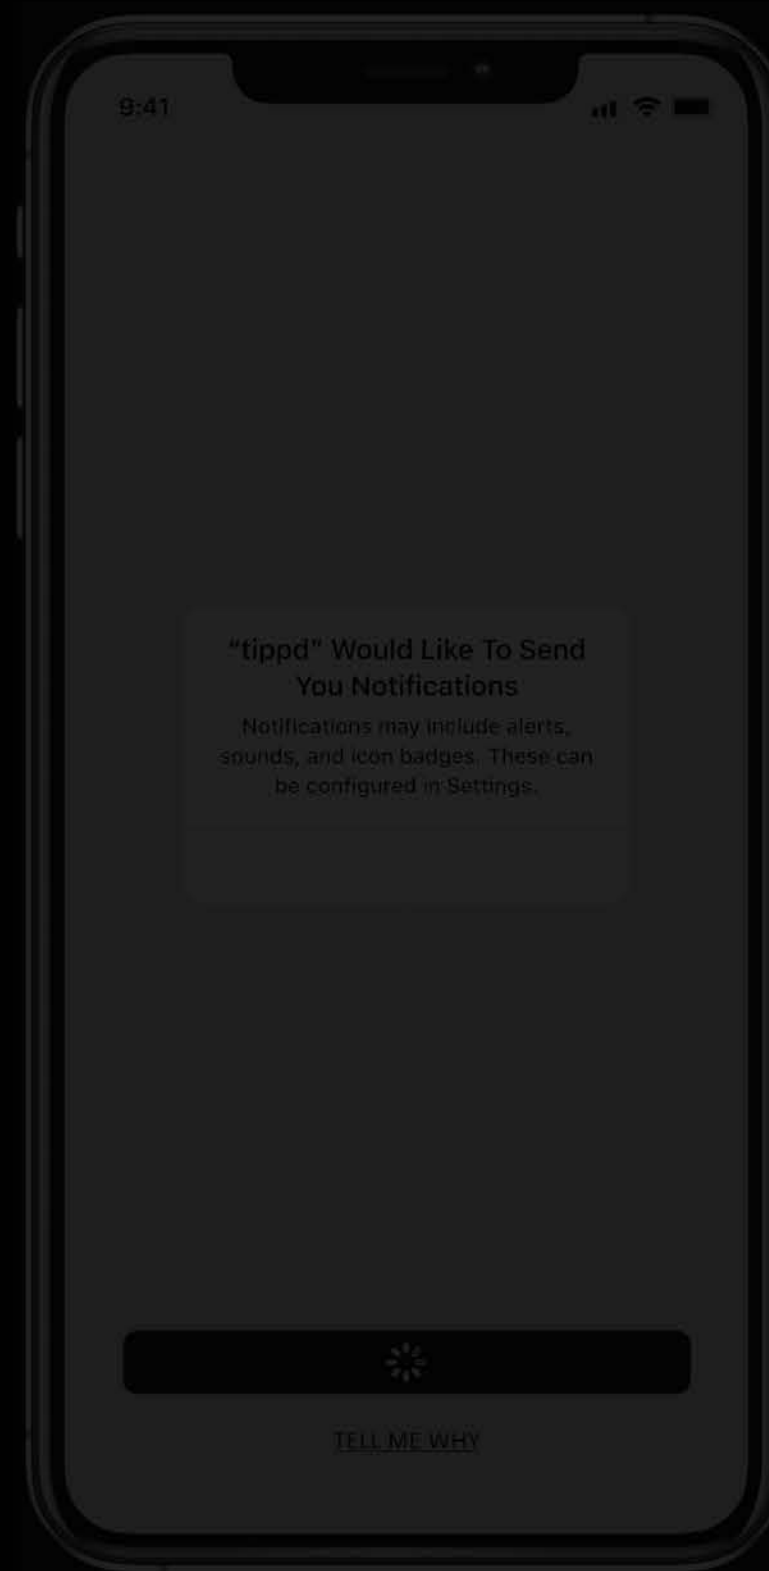 9:41
“tippd” Would Like To Send
You Notifications
Notifications may include alerts,
sounds, and icon badges. These can
be configured in Settings.
TELL ME WHY